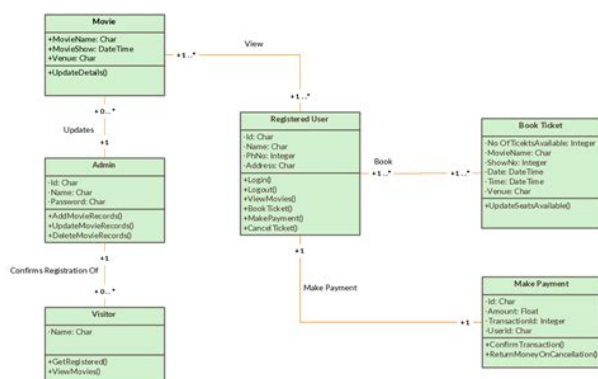 Movie
+MovieName: Char
+MovieShow: DateTime
+Venue: Char
+UpdateDetails()
+1 ..*
View
+1 ..*
+0 ..*
Updates
+1
Admin
-Id: Char
-Name: Char
-Password: Char
+AddMovieRecords()
+UpdateMovieRecords()
+DeleteMovieRecords()
+1
Confirms Registration Of
+0 ..*
Visitor
-Name: Char
+GetRegistered()
+ViewMovies()
Registered User
-Id: Char
-Name: Char
-PhNo: Integer
-Address: Char
+Login()
+Logout()
+ViewMovies()
+BookTicket()
+MakePayment()
+CancelTicket()
Book
+1 ..*
+1 ..*
Book Ticket
-No OfTicektsAvailable: Integer
-MovieName: Char
-ShowNo: Integer
-Date: DateTime
-Time: DateTime
-Venue: Char
+UpdateSeatsAvailable()
+1
Make Payment
+1
Make Payment
-Id: Char
-Amount: Float
-TransactionId: Integer
-UserId: Char
+ConfirmTransaction()
+ReturnMoneyOnCancellation()